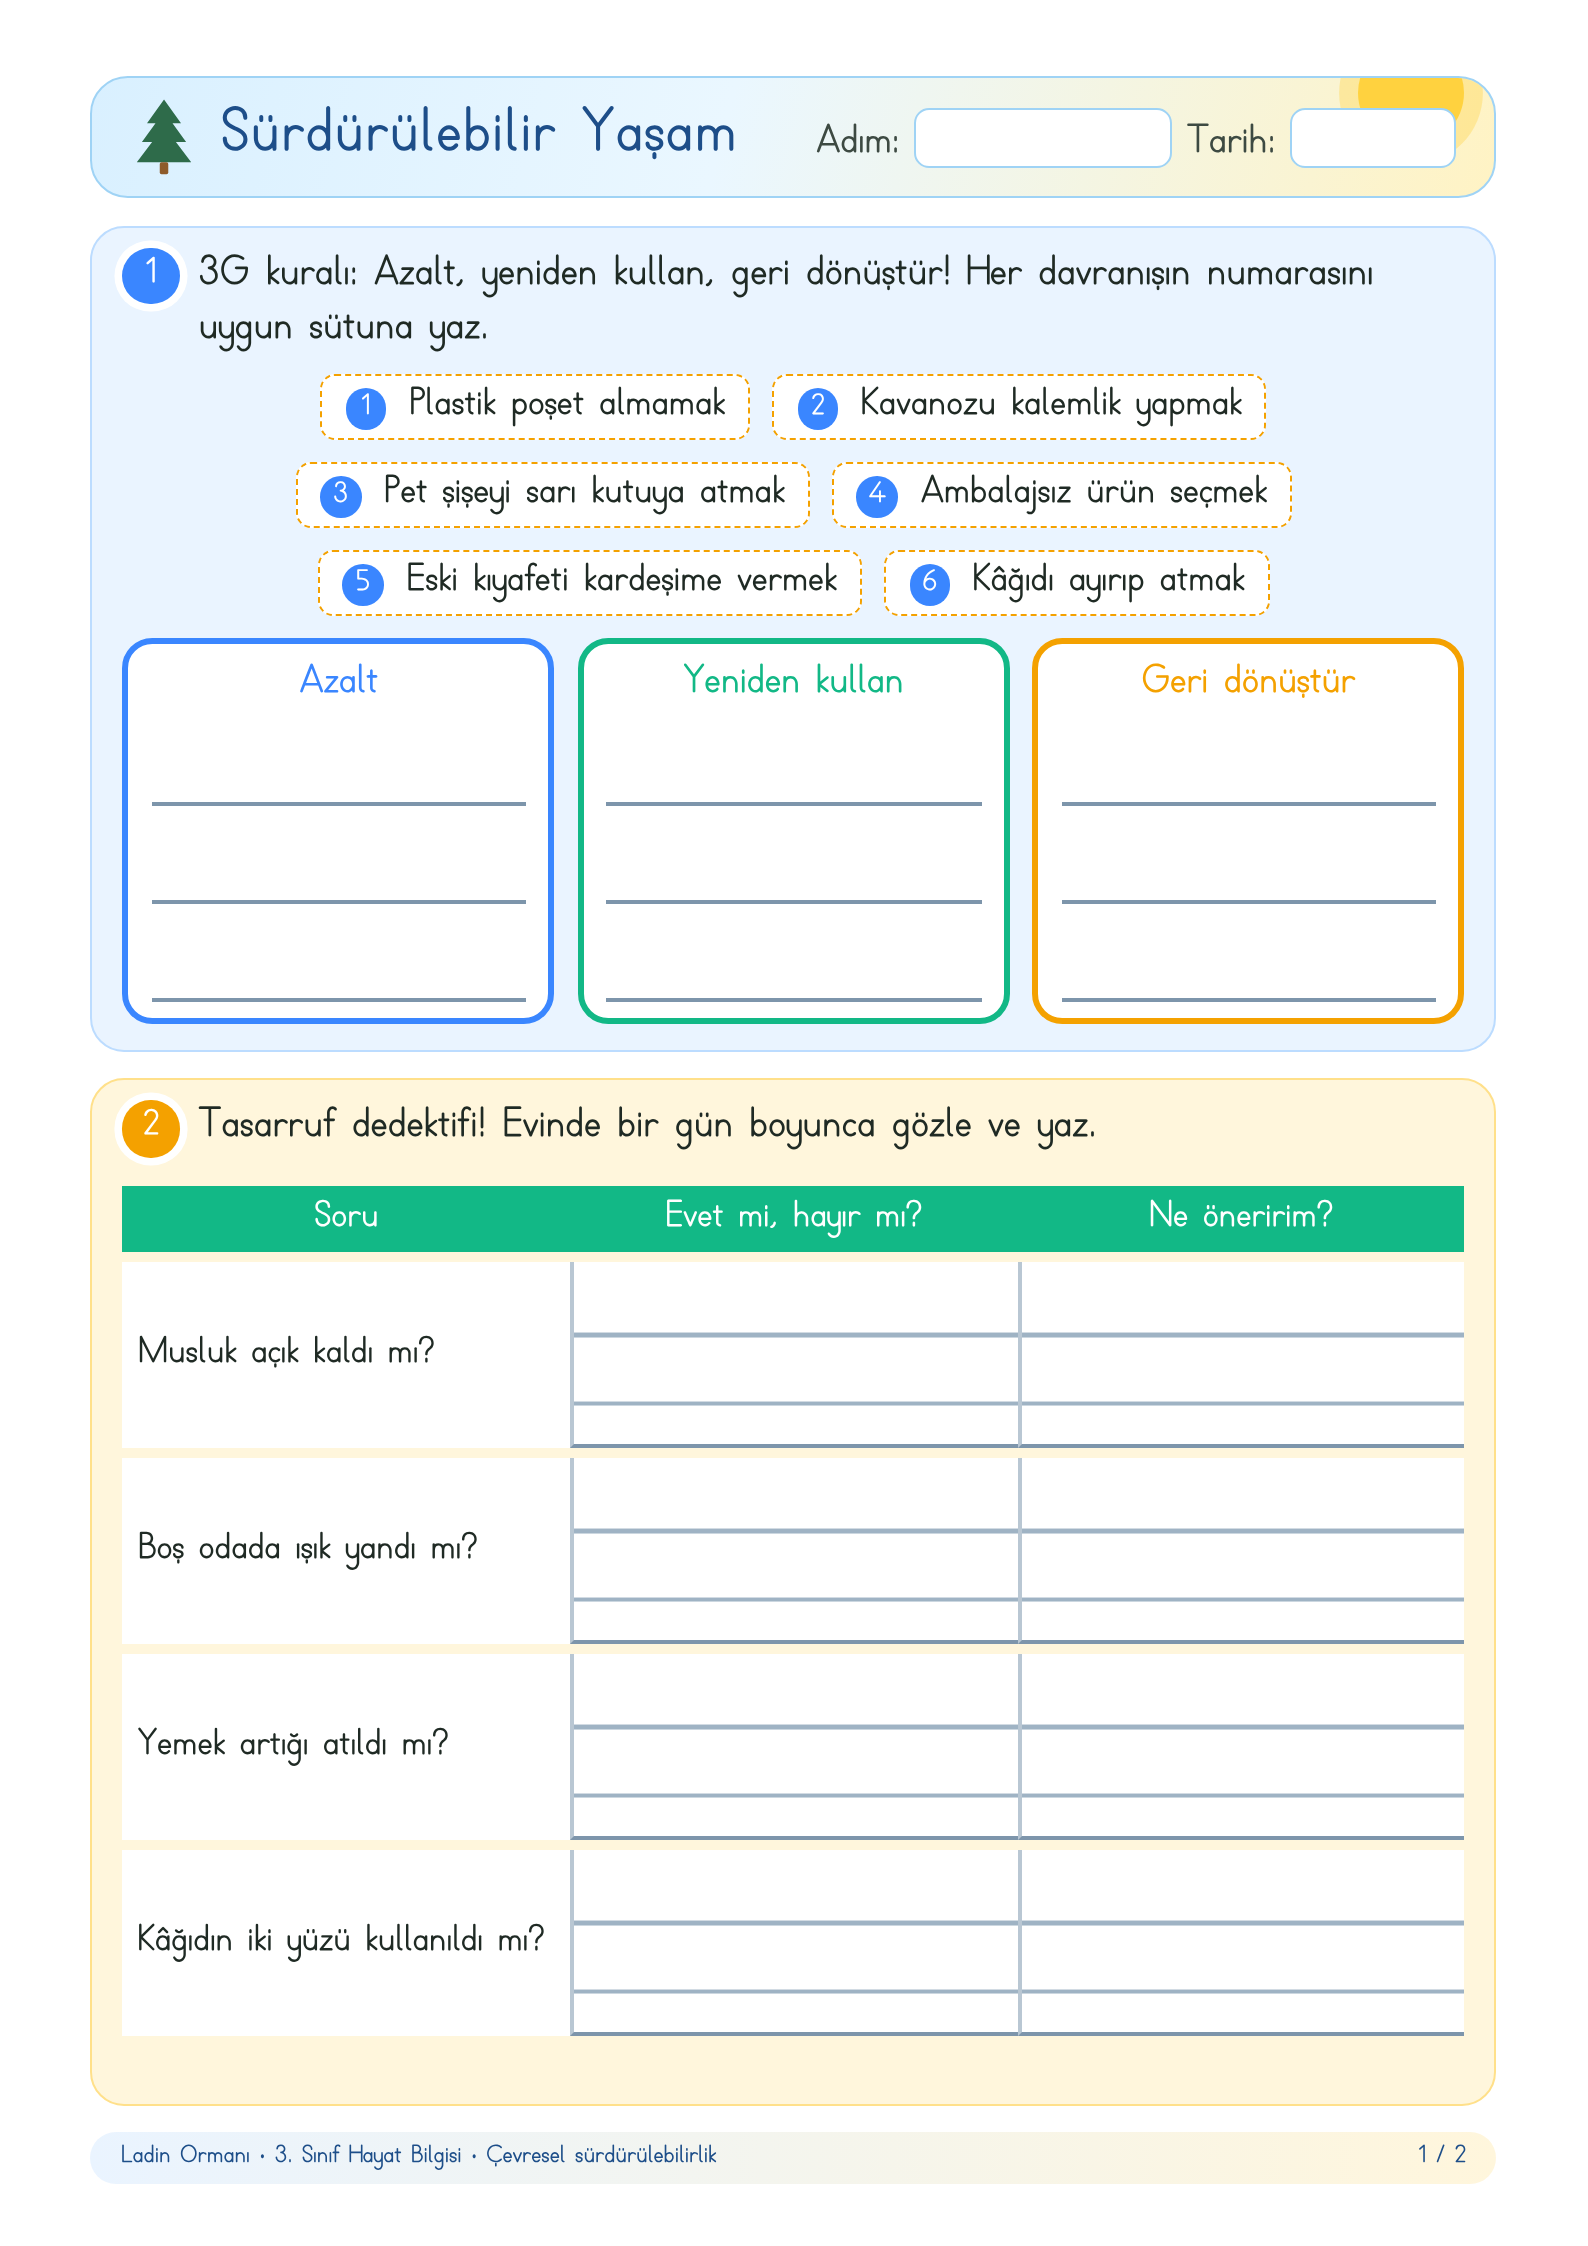 Sürdürülebilir Yaşam
Adım:
Tarih:
1
3G kuralı: Azalt, yeniden kullan, geri dönüştür! Her davranışın numarasını
uygun sütuna yaz.
1 Plastik poşet almamak
2 Kavanozu kalemlik yapmak
3 Pet şişeyi sarı kutuya atmak
4 Ambalajsız ürün seçmek
5 Eski kıyafeti kardeşime vermek
6 Kâğıdı ayırıp atmak
Azalt
Yeniden kullan
Geri dönüştür
2
Tasarruf dedektifi! Evinde bir gün boyunca gözle ve yaz.
Soru
Evet mi, hayır mı?
Ne öneririm?
Musluk açık kaldı mı?
Boş odada ışık yandı mı?
Yemek artığı atıldı mı?
Kâğıdın iki yüzü kullanıldı mı?
Ladin Ormanı • 3. Sınıf Hayat Bilgisi • Çevresel sürdürülebilirlik
1 / 2